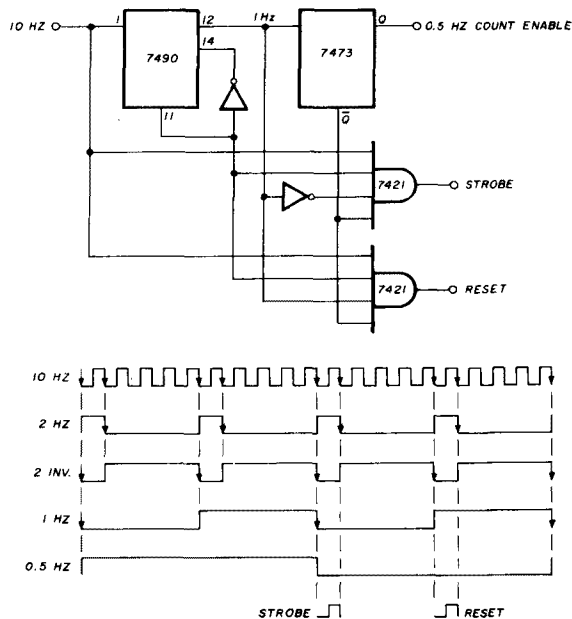 10 HZ
1
12
1 Hz
Q
0.5 HZ COUNT ENABLE
14
7490
7473
11
Q̅
7421
STROBE
7421
RESET
10 HZ
2 HZ
2 INV.
1 HZ
0.5 HZ
STROBE
RESET